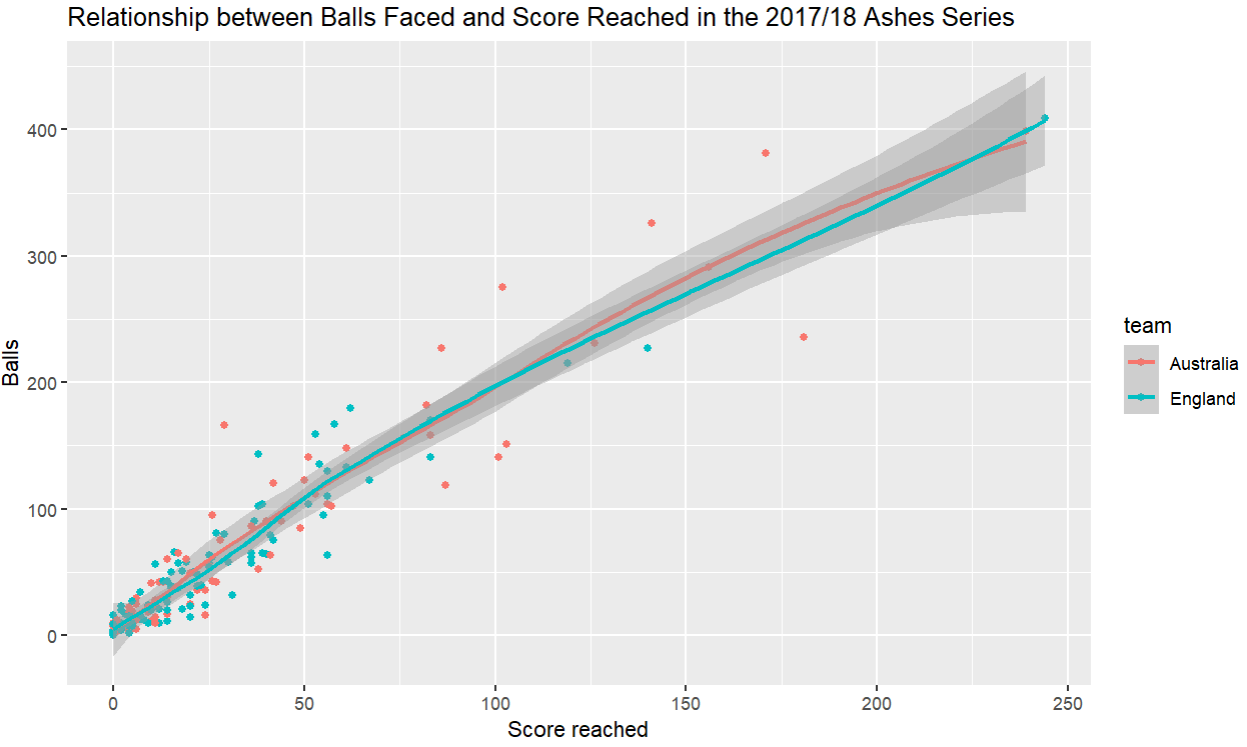 Relationship between Balls Faced and Score Reached in the 2017/18 Ashes Series
400
300
200
100
0
Balls
0 50 100 150 200 250
Score reached
team
Australia
England